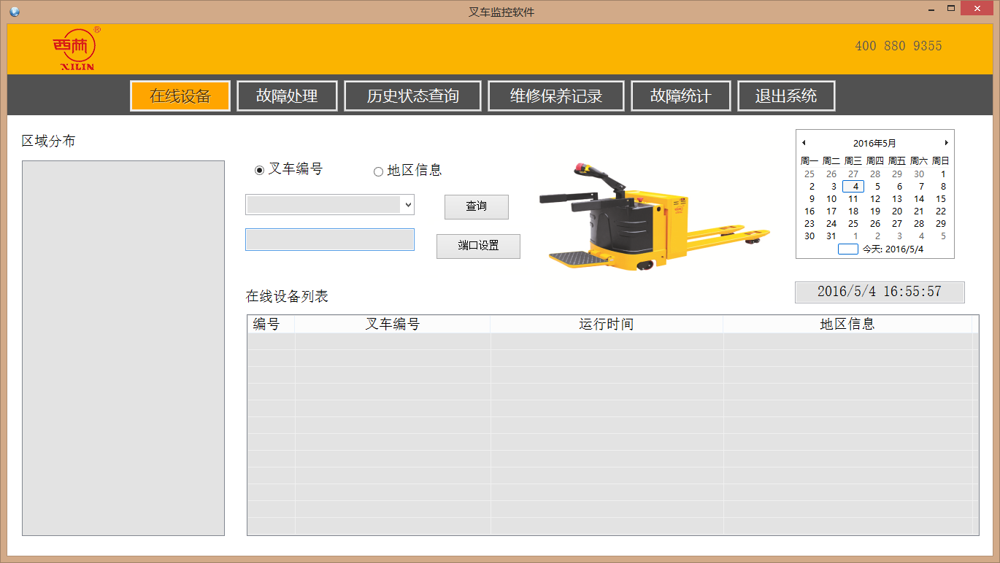 叉车监控软件
西林®
XILIN
400 880 9355
在线设备 故障处理 历史状态查询 维修保养记录 故障统计 退出系统
区域分布
叉车编号 地区信息
查询
端口设置
2016年5月
周一 周二 周三 周四 周五 周六 周日
25 26 27 28 29 30 1
2 3 4 5 6 7 8
9 10 11 12 13 14 15
16 17 18 19 20 21 22
23 24 25 26 27 28 29
30 31 1 2 3 4 5
今天: 2016/5/4
2016/5/4 16:55:57
在线设备列表
编号 叉车编号 运行时间 地区信息